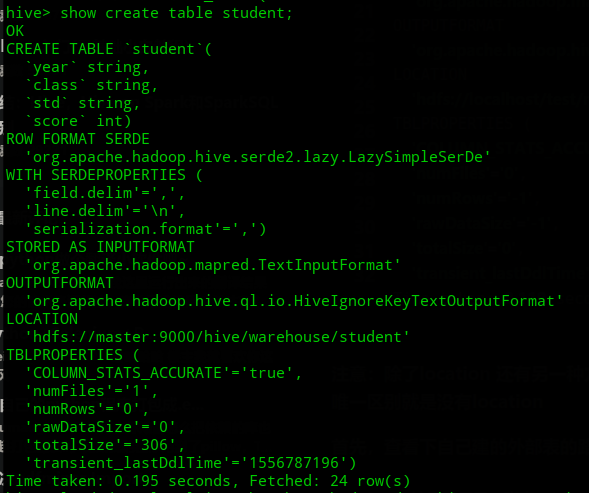 hive> show create table student;
OK
CREATE TABLE `student`(
  `year` string,
  `class` string,
  `std` string,
  `score` int)
ROW FORMAT SERDE
  'org.apache.hadoop.hive.serde2.lazy.LazySimpleSerDe'
WITH SERDEPROPERTIES (
  'field.delim'=',',
  'line.delim'='\n',
  'serialization.format'=',')
STORED AS INPUTFORMAT
  'org.apache.hadoop.mapred.TextInputFormat'
OUTPUTFORMAT
  'org.apache.hadoop.hive.ql.io.HiveIgnoreKeyTextOutputFormat'
LOCATION
  'hdfs://master:9000/hive/warehouse/student'
TBLPROPERTIES (
  'COLUMN_STATS_ACCURATE'='true',
  'numFiles'='1',
  'numRows'='0',
  'rawDataSize'='0',
  'totalSize'='306',
  'transient_lastDdlTime'='1556787196')
Time taken: 0.195 seconds, Fetched: 24 row(s)